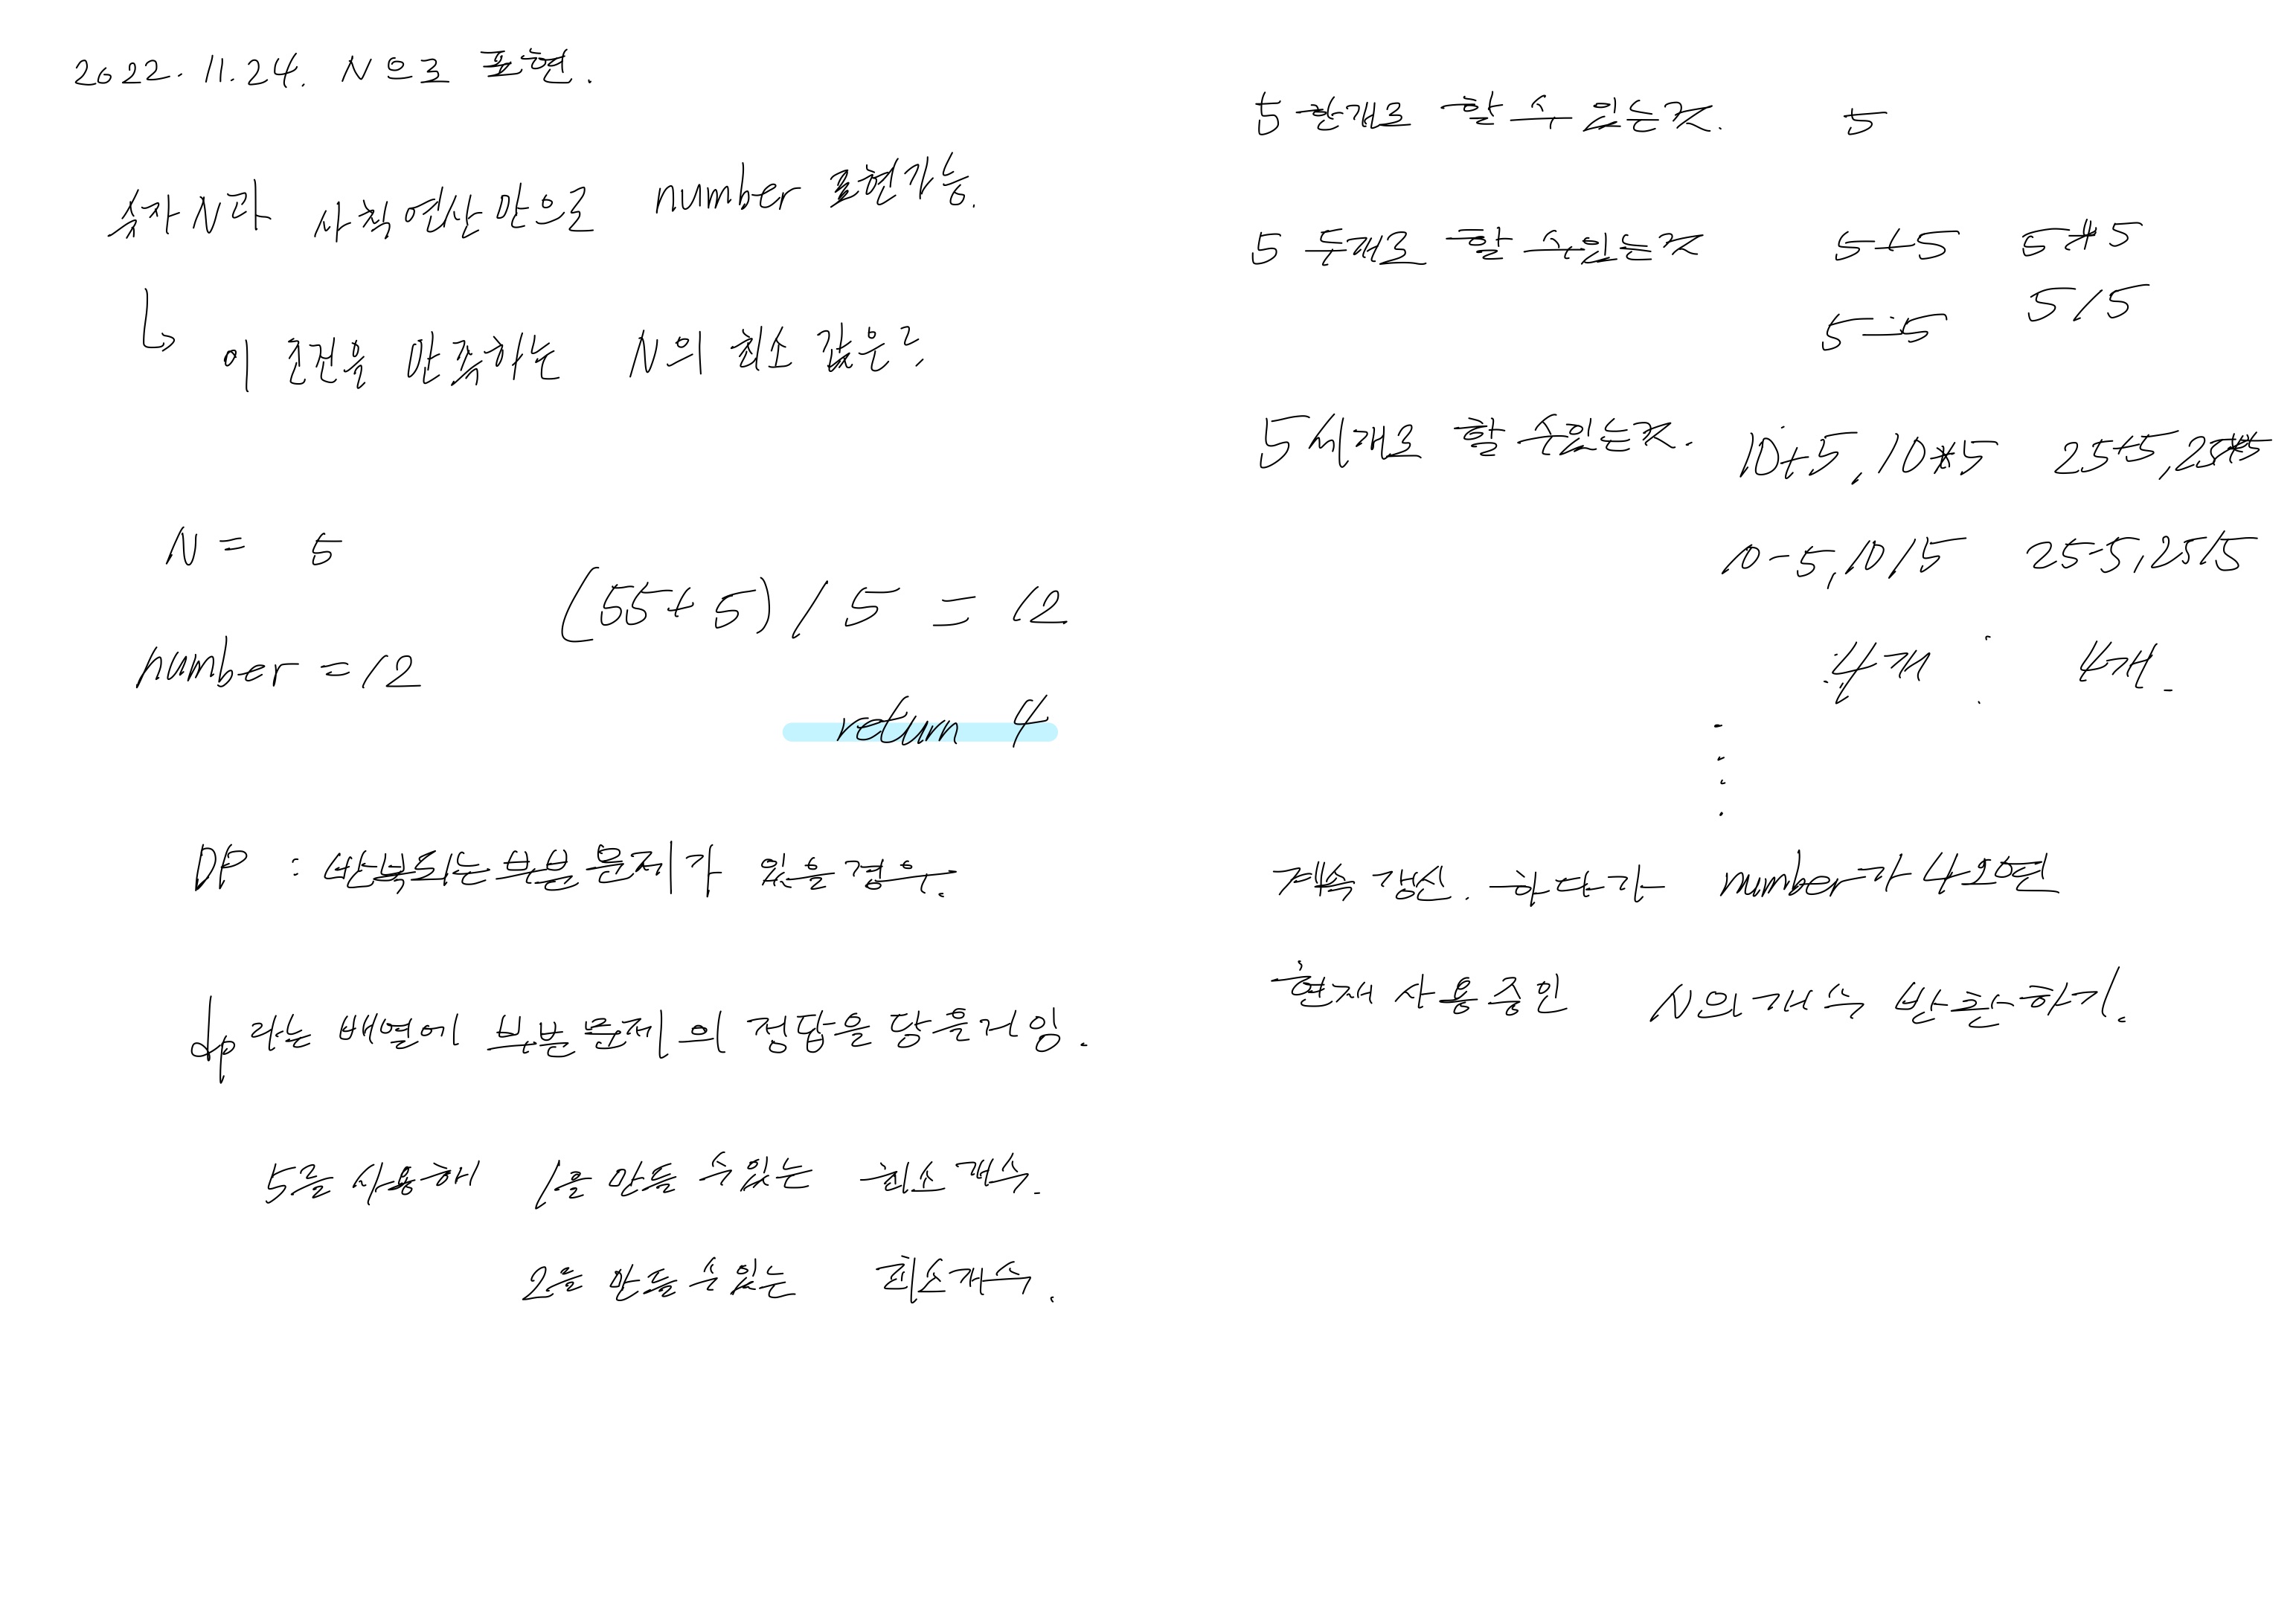 2022. 11. 24. N으로 표현.
숫자 N과 사칙연산만으로 number 표현가능.
이 조건을 만족하는 N의 최소 값은?
N = 5
(55+5)/5 = 12
number = 12
return 4
DP : 반복되는 부분문제가 있을경우.
dp라는 배열에 부분문제의 정답을 담을거임.
5를 사용해 1을 만들 수있는 최소개수.
2을 만들 수 있는 최소개수.
5 한개로 할 수 있는것. 5
5 두개로 할 수있는것 5+5 5*5
5-5 5/5
5 세개로 할 수있는것. 10+5, 10*5 25+5, 25*5
10-5, 10/5 25-5, 25/5
4개 4개.
계속 갱신. 하다가 number가 나오면
현재 사용중인 N의 개수 반환하기.